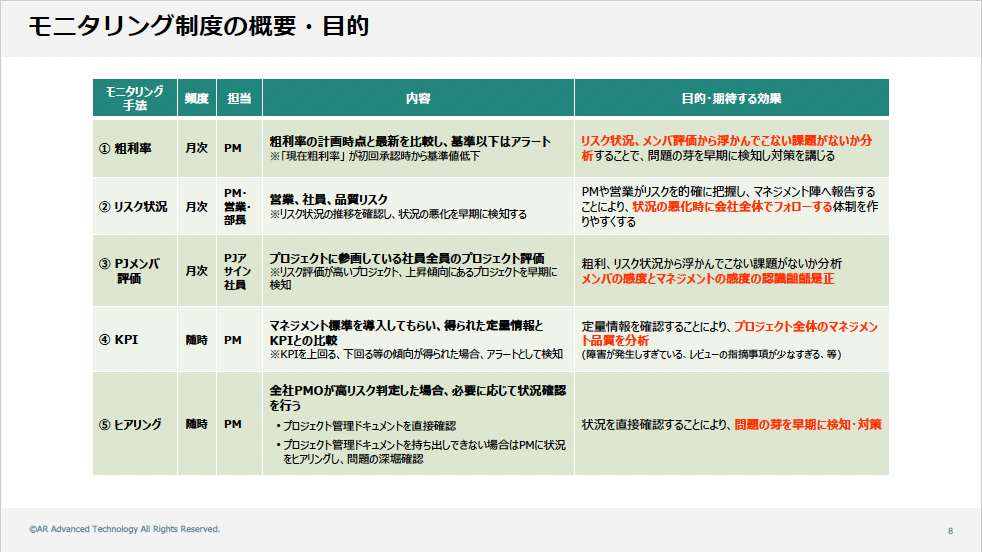 モニタリング制度の概要・目的
モニタリング
手法
頻度
担当
内容
目的・期待する効果
① 粗利率
月次
PM
粗利率の計画時点と最新を比較し、基準以下はアラート
※「現在粗利率」が初回承認時から基準値低下
リスク状況、メンバ評価から浮かんでこない課題がないか分
析することで、問題の芽を早期に検知し対策を講じる
② リスク状況
月次
PM・
営業・
部長
営業、社員、品質リスク
※リスク状況の推移を確認し、状況の悪化を早期に検知する
PMや営業がリスクを的確に把握し、マネジメント陣へ報告する
ことにより、状況の悪化時に会社全体でフォローする体制を作
りやすくする
③ PJメンバ
評価
月次
PJア
サイン
社員
プロジェクトに参画している社員全員のプロジェクト評価
※リスク評価が高いプロジェクト、上昇傾向にあるプロジェクトを早期に
検知
粗利、リスク状況から浮かんでこない課題がないか分析
メンバの感度とマネジメントの感度の認識齟齬是正
④ KPI
随時
PM
マネジメント標準を導入してもらい、得られた定量情報と
KPIとの比較
※KPIを上回る、下回る等の傾向が得られた場合、アラートとして検知
定量情報を確認することにより、プロジェクト全体のマネジメン
ト品質を分析
(障害が発生しすぎている、レビューの指摘事項が少なすぎる、等)
⑤ ヒアリング
随時
PM
全社PMOが高リスク判定した場合、必要に応じて状況確認
を行う
・プロジェクト管理ドキュメントを直接確認
・プロジェクト管理ドキュメントを持ち出しできない場合はPMに状況
をヒアリングし、問題の深堀確認
状況を直接確認することにより、問題の芽を早期に検知・対策
©AR Advanced Technology All Rights Reserved.
8